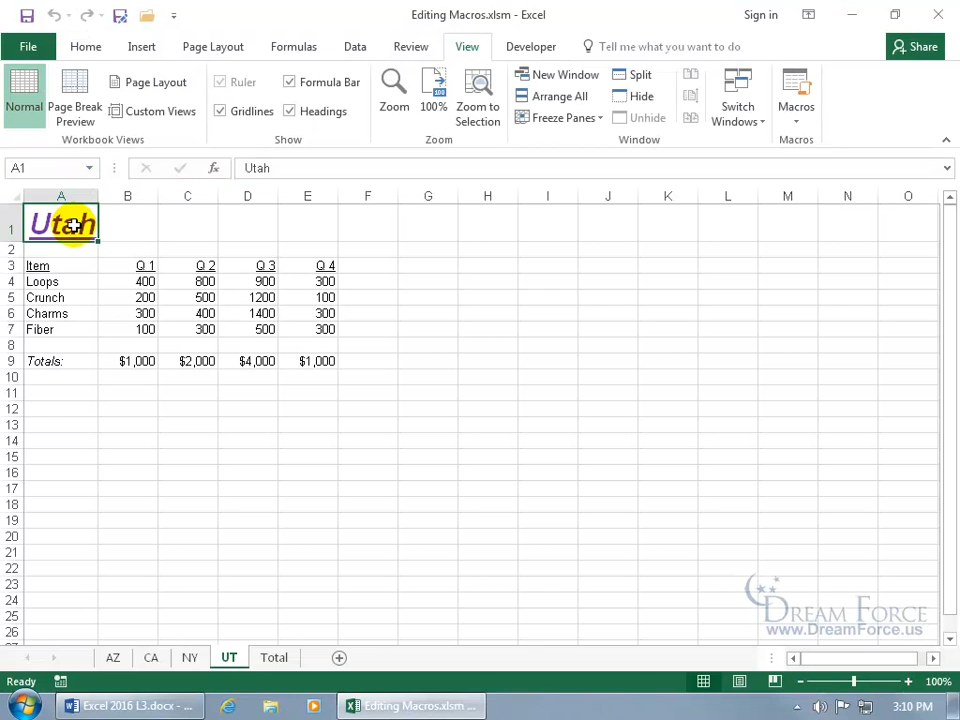 Editing Macros.xlsm - Excel
Sign in
File Home Insert Page Layout Formulas Data Review View Developer Tell me what you want to do Share
Normal Page Break Preview Page Layout Custom Views
Workbook Views
Ruler Formula Bar
Gridlines Headings
Show
Zoom 100% Zoom to Selection
Zoom
New Window Split
Arrange All Hide
Freeze Panes Unhide
Switch Windows
Window
Macros
Macros
A1 fx Utah
A B C D E F G H I J K L M N O
1 Utah
2
3 Item Q 1 Q 2 Q 3 Q 4
4 Loops 400 800 900 300
5 Crunch 200 500 1200 100
6 Charms 300 400 1400 300
7 Fiber 100 300 500 300
8
9 Totals: $1,000 $2,000 $4,000 $1,000
10
11
12
13
14
15
16
17
18
19
20
21
22
23
24
25
26
DREAM FORCE
www.DreamForce.us
AZ CA NY UT Total
Ready 100%
Excel 2016 L3.docx - ... Editing Macros.xlsm ... 3:10 PM